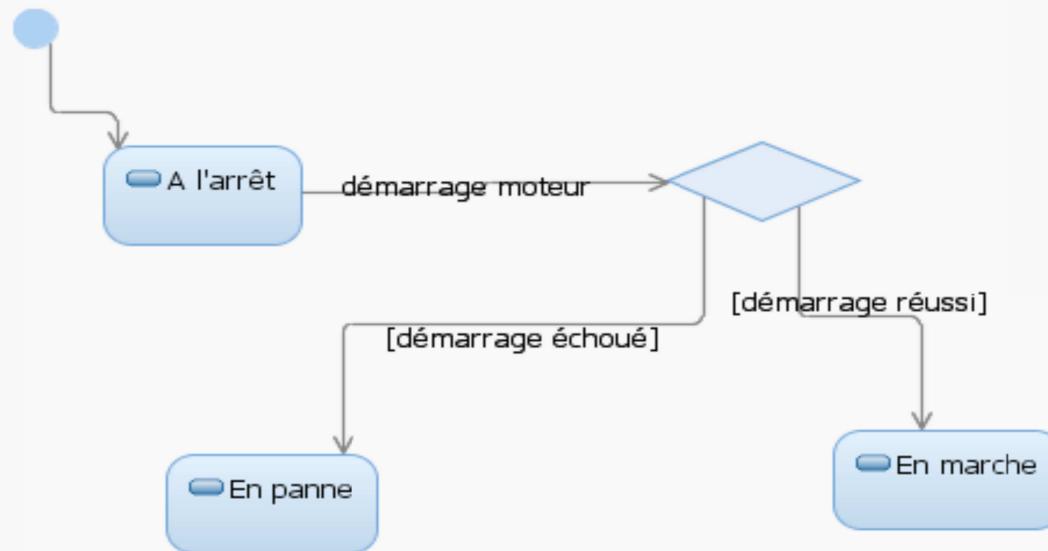 A l'arrêt
démarrage moteur
[démarrage réussi]
[démarrage échoué]
En marche
En panne